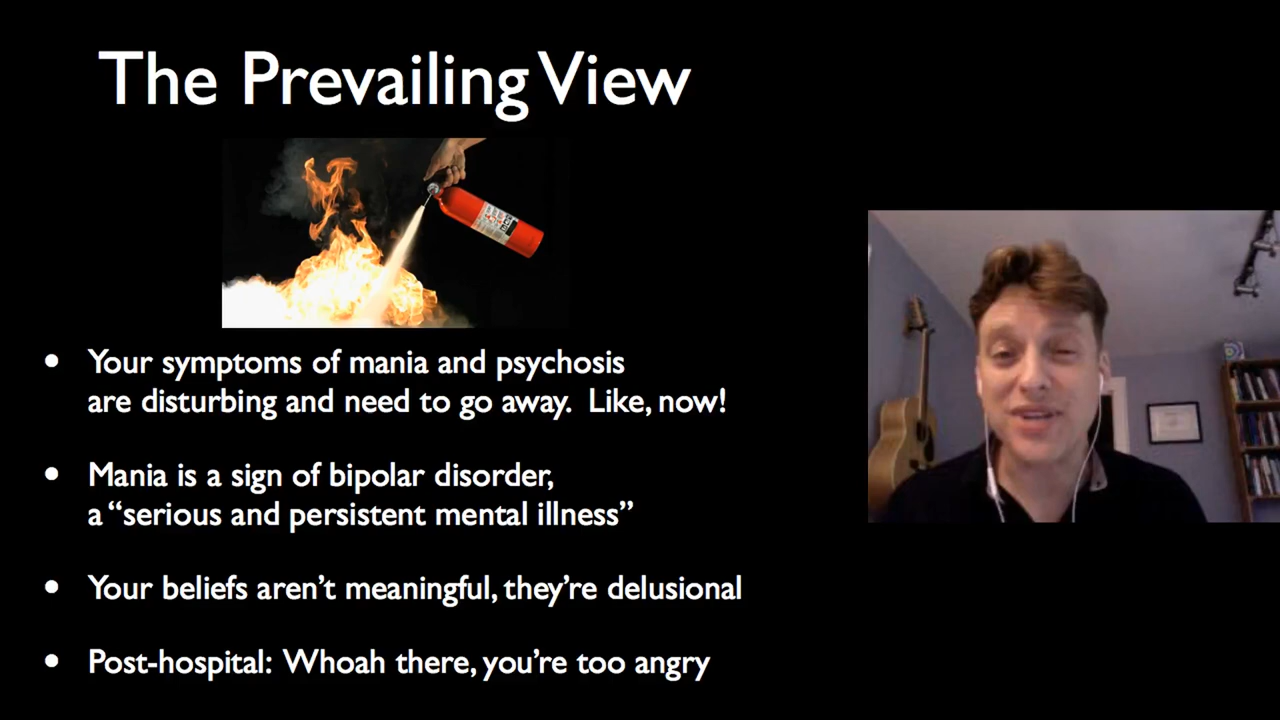 The Prevailing View
• Your symptoms of mania and psychosis
are disturbing and need to go away.  Like, now!
• Mania is a sign of bipolar disorder,
a “serious and persistent mental illness”
• Your beliefs aren’t meaningful, they’re delusional
• Post-hospital:  Whoah there, you’re too angry